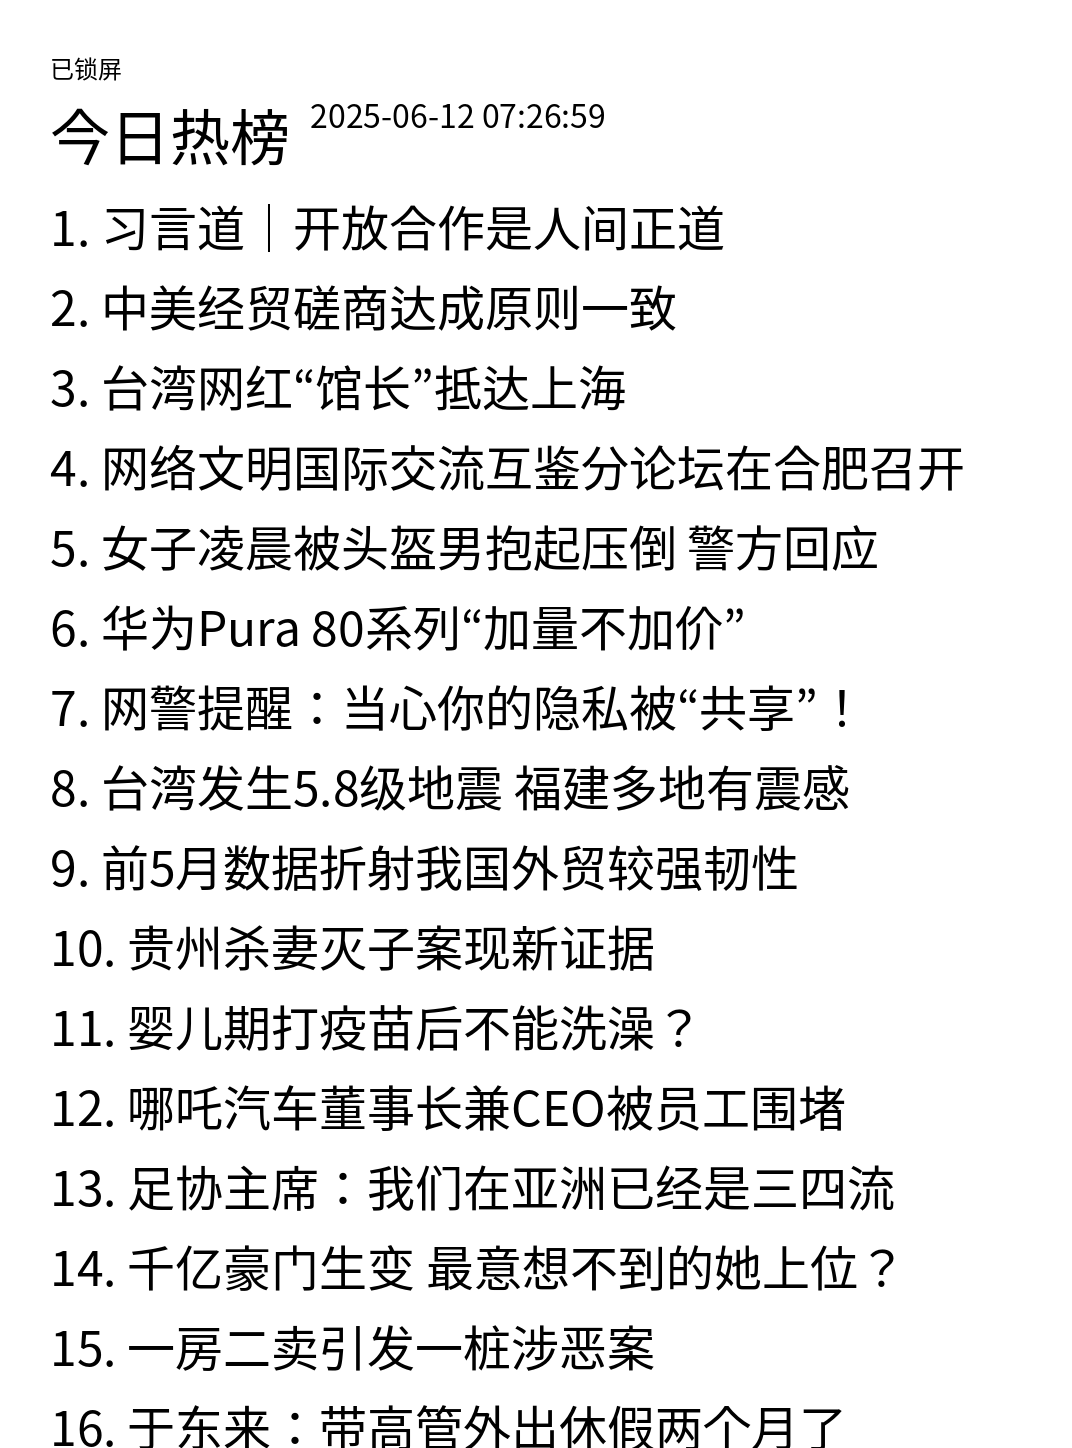 已锁屏
今日热榜 2025-06-12 07:26:59
1. 习言道｜开放合作是人间正道
2. 中美经贸磋商达成原则一致
3. 台湾网红“馆长”抵达上海
4. 网络文明国际交流互鉴分论坛在合肥召开
5. 女子凌晨被头盔男抱起压倒 警方回应
6. 华为Pura 80系列“加量不加价”
7. 网警提醒：当心你的隐私被“共享”！
8. 台湾发生5.8级地震 福建多地有震感
9. 前5月数据折射我国外贸较强韧性
10. 贵州杀妻灭子案现新证据
11. 婴儿期打疫苗后不能洗澡？
12. 哪吒汽车董事长兼CEO被员工围堵
13. 足协主席：我们在亚洲已经是三四流
14. 千亿豪门生变 最意想不到的她上位？
15. 一房二卖引发一桩涉恶案
16. 于东来：带高管外出休假两个月了